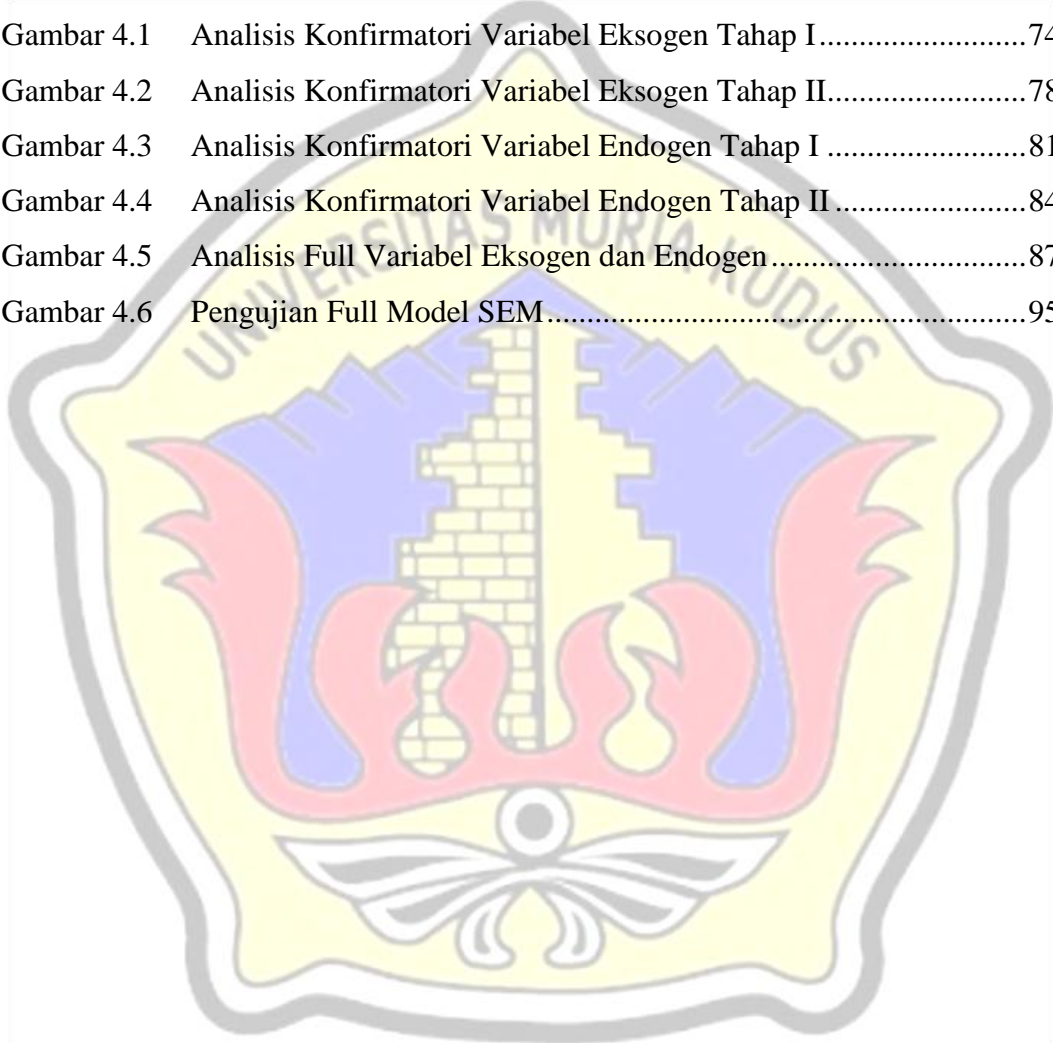 Gambar 4.1 Analisis Konfirmatori Variabel Eksogen Tahap I.........................74
Gambar 4.2 Analisis Konfirmatori Variabel Eksogen Tahap II........................78
Gambar 4.3 Analisis Konfirmatori Variabel Endogen Tahap I ........................81
Gambar 4.4 Analisis Konfirmatori Variabel Endogen Tahap II .......................84
Gambar 4.5 Analisis Full Variabel Eksogen dan Endogen...............................87
Gambar 4.6 Pengujian Full Model SEM..........................................................95
UNIVERSITAS MURIA KUDUS